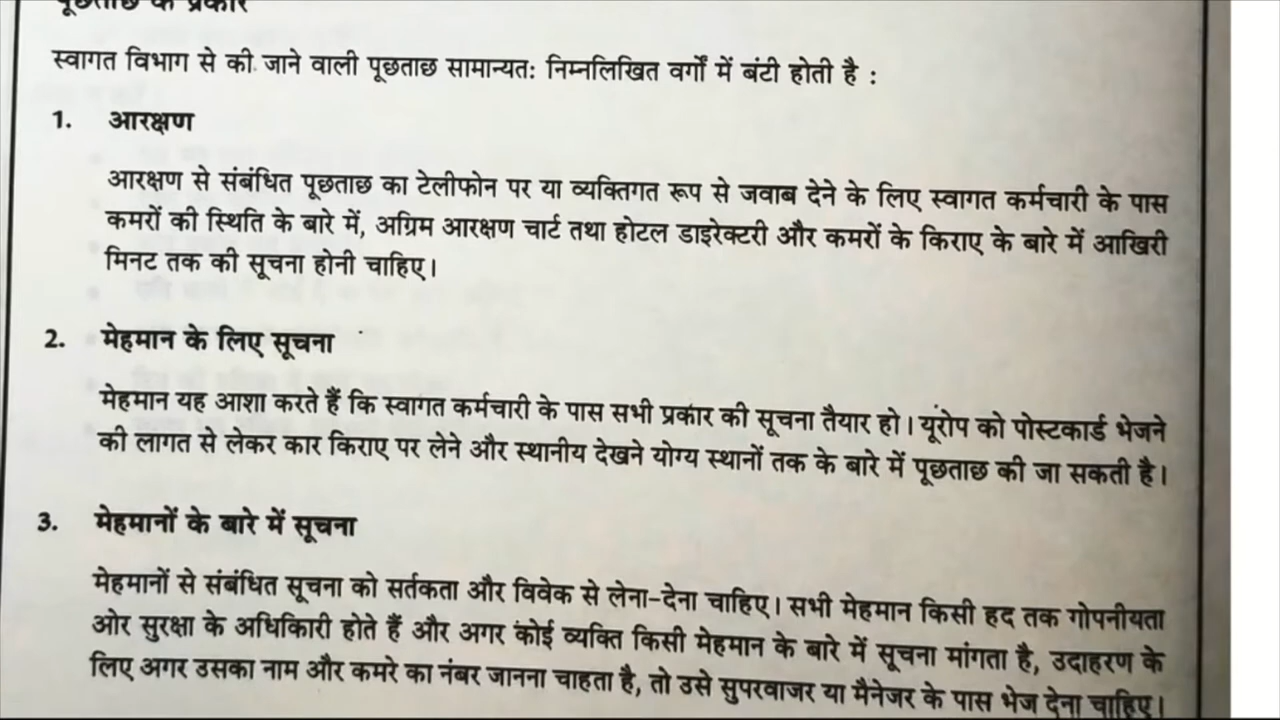 पूछताछ के प्रकार
स्वागत विभाग से की जाने वाली पूछताछ सामान्यत: निम्नलिखित वर्गों में बंटी होती है :
1. आरक्षण
आरक्षण से संबंधित पूछताछ का टेलीफोन पर या व्यक्तिगत रूप से जवाब देने के लिए स्वागत कर्मचारी के पास
कमरों की स्थिति के बारे में, अग्रिम आरक्षण चार्ट तथा होटल डाइरेक्टरी और कमरों के किराए के बारे में आखिरी
मिनट तक की सूचना होनी चाहिए।
2. मेहमान के लिए सूचना
मेहमान यह आशा करते हैं कि स्वागत कर्मचारी के पास सभी प्रकार की सूचना तैयार हो। यूंरोप को पोस्टकार्ड भेजने
की लागत से लेकर कार किराए पर लेने और स्थानीय देखने योग्य स्थानों तक के बारे में पूछताछ की जा सकती है।
3. मेहमानों के बारे में सूचना
मेहमानों से संबंधित सूचना को सर्तकता और विवेक से लेना-देना चाहिए। सभी मेहमान किसी हद तक गोपनीयता
ओर सुरक्षा के अधिकिारी होते हैं और अगर कोई व्यक्ति किसी मेहमान के बारे में सूचना मांगता है, उदाहरण के
लिए अगर उसका नाम और कमरे का नंबर जानना चाहता है, तो उसे सुपरवाजर या मैनेजर के पास भेज देना चाहिए।